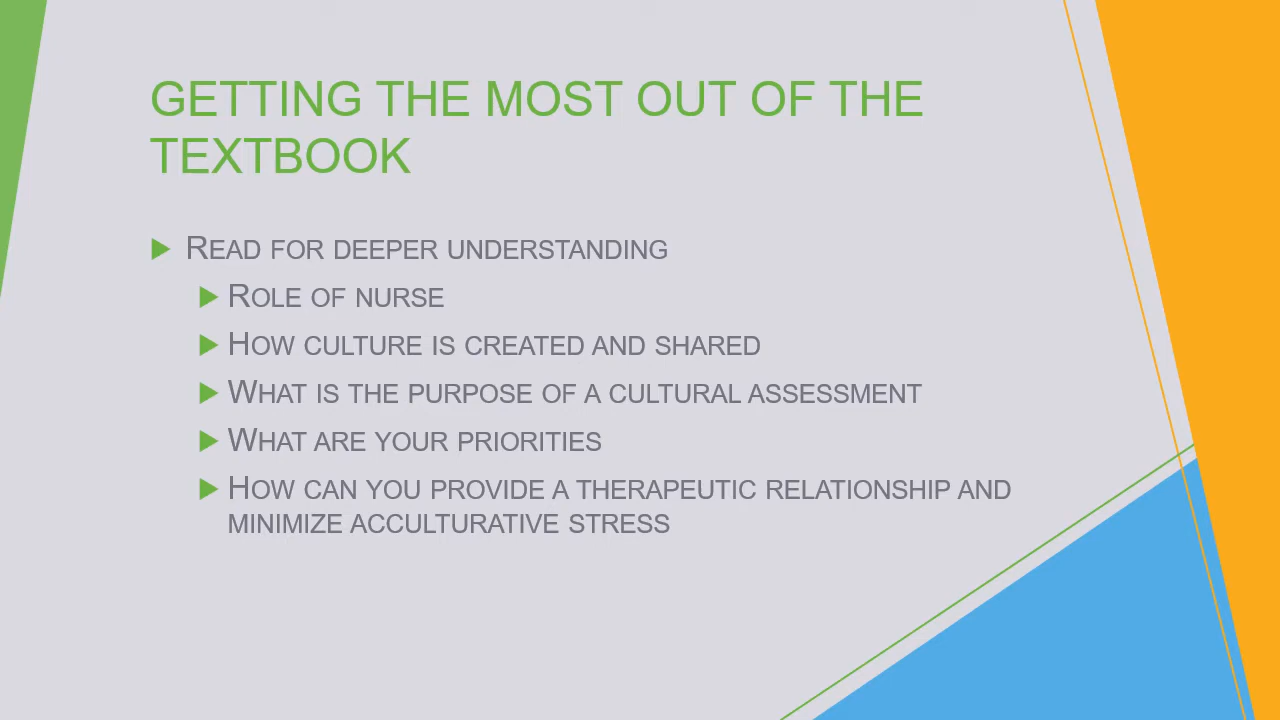 GETTING THE MOST OUT OF THE
TEXTBOOK
READ FOR DEEPER UNDERSTANDING
ROLE OF NURSE
HOW CULTURE IS CREATED AND SHARED
WHAT IS THE PURPOSE OF A CULTURAL ASSESSMENT
WHAT ARE YOUR PRIORITIES
HOW CAN YOU PROVIDE A THERAPEUTIC RELATIONSHIP AND
MINIMIZE ACCULTURATIVE STRESS